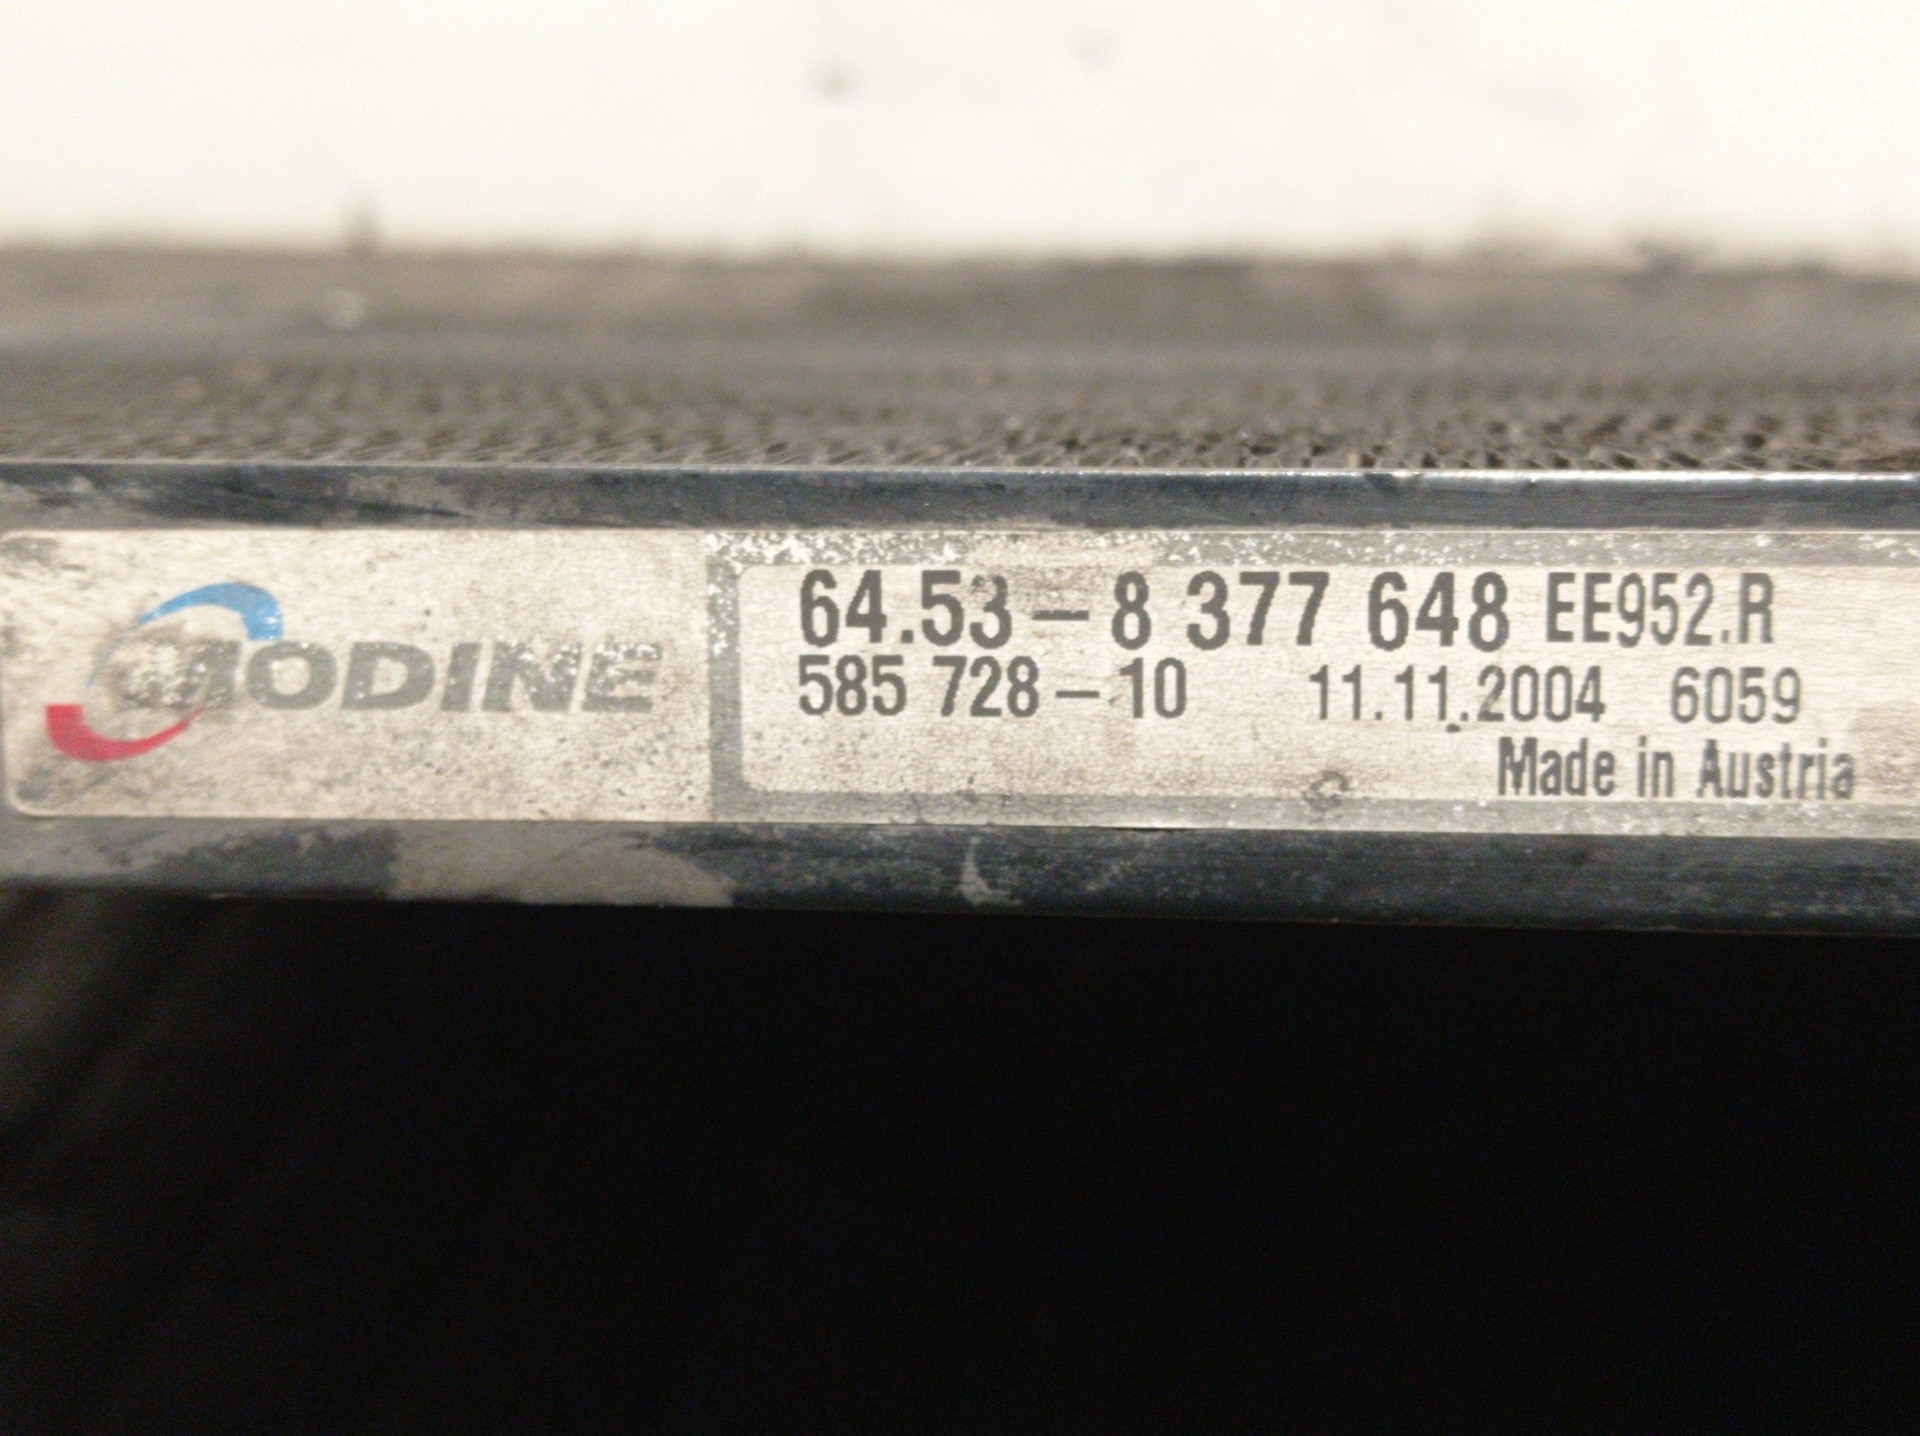 MODINE
64.53-8 377 648 EE952.R
585 728-10 11.11.2004 6059
Made in Austria